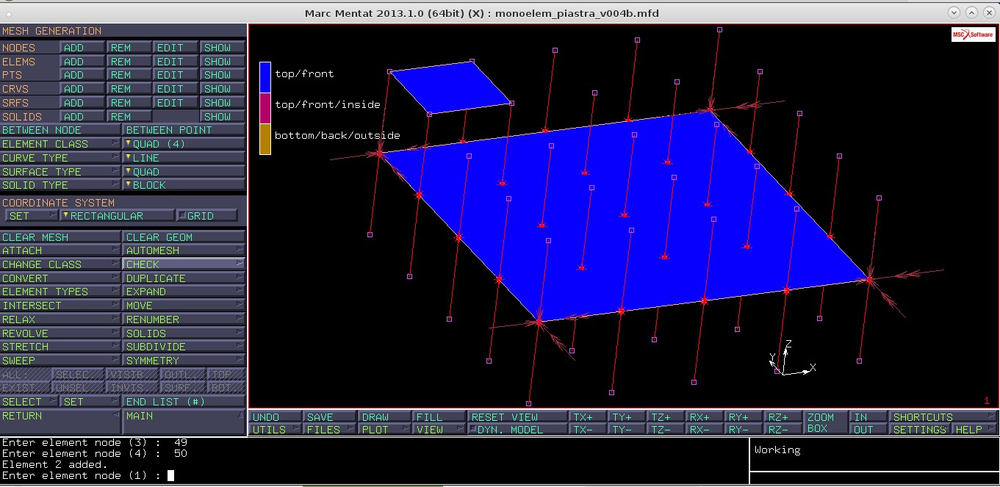 Marc Mentat 2013.1.0 (64bit) (X) : monoelem_piastra_v004b.mfd
MESH GENERATION
NODES ADD REM EDIT SHOW
ELEMS ADD REM EDIT SHOW
PTS ADD REM EDIT SHOW
CRVS ADD REM EDIT SHOW
SRFS ADD REM EDIT SHOW
SOLIDS ADD REM SHOW
BETWEEN NODE BETWEEN POINT
ELEMENT CLASS QUAD (4)
CURVE TYPE LINE
SURFACE TYPE QUAD
SOLID TYPE BLOCK
COORDINATE SYSTEM
SET RECTANGULAR GRID
CLEAR MESH CLEAR GEOM
ATTACH AUTOMESH
CHANGE CLASS CHECK
CONVERT DUPLICATE
ELEMENT TYPES EXPAND
INTERSECT MOVE
RELAX RENUMBER
REVOLVE SOLIDS
STRETCH SUBDIVIDE
SWEEP SYMMETRY
ALL: SELEC. VISIB. OUTL. TOP
EXIST. UNSEL. INVIS. SURF. BOT.
SELECT SET END LIST (#)
RETURN MAIN
top/front
top/front/inside
bottom/back/outside
MSC Software
Z
Y
X
1
UNDO SAVE DRAW FILL RESET VIEW TX+ TY+ TZ+ RX+ RY+ RZ+ ZOOM BOX IN SHORTCUTS
UTILS FILES PLOT VIEW DYN. MODEL TX- TY- TZ- RX- RY- RZ- OUT SETTINGS HELP
Enter element node (3) : 49
Enter element node (4) : 50
Element 2 added.
Enter element node (1) :
Working